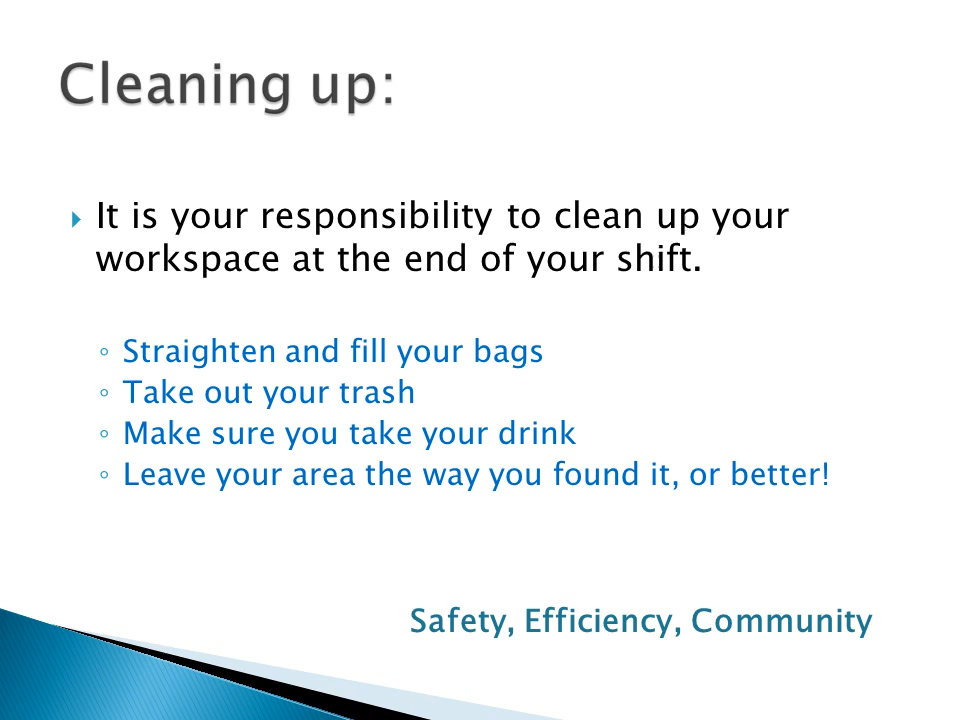 Cleaning up:
It is your responsibility to clean up your
workspace at the end of your shift.
Straighten and fill your bags
Take out your trash
Make sure you take your drink
Leave your area the way you found it, or better!
Safety, Efficiency, Community